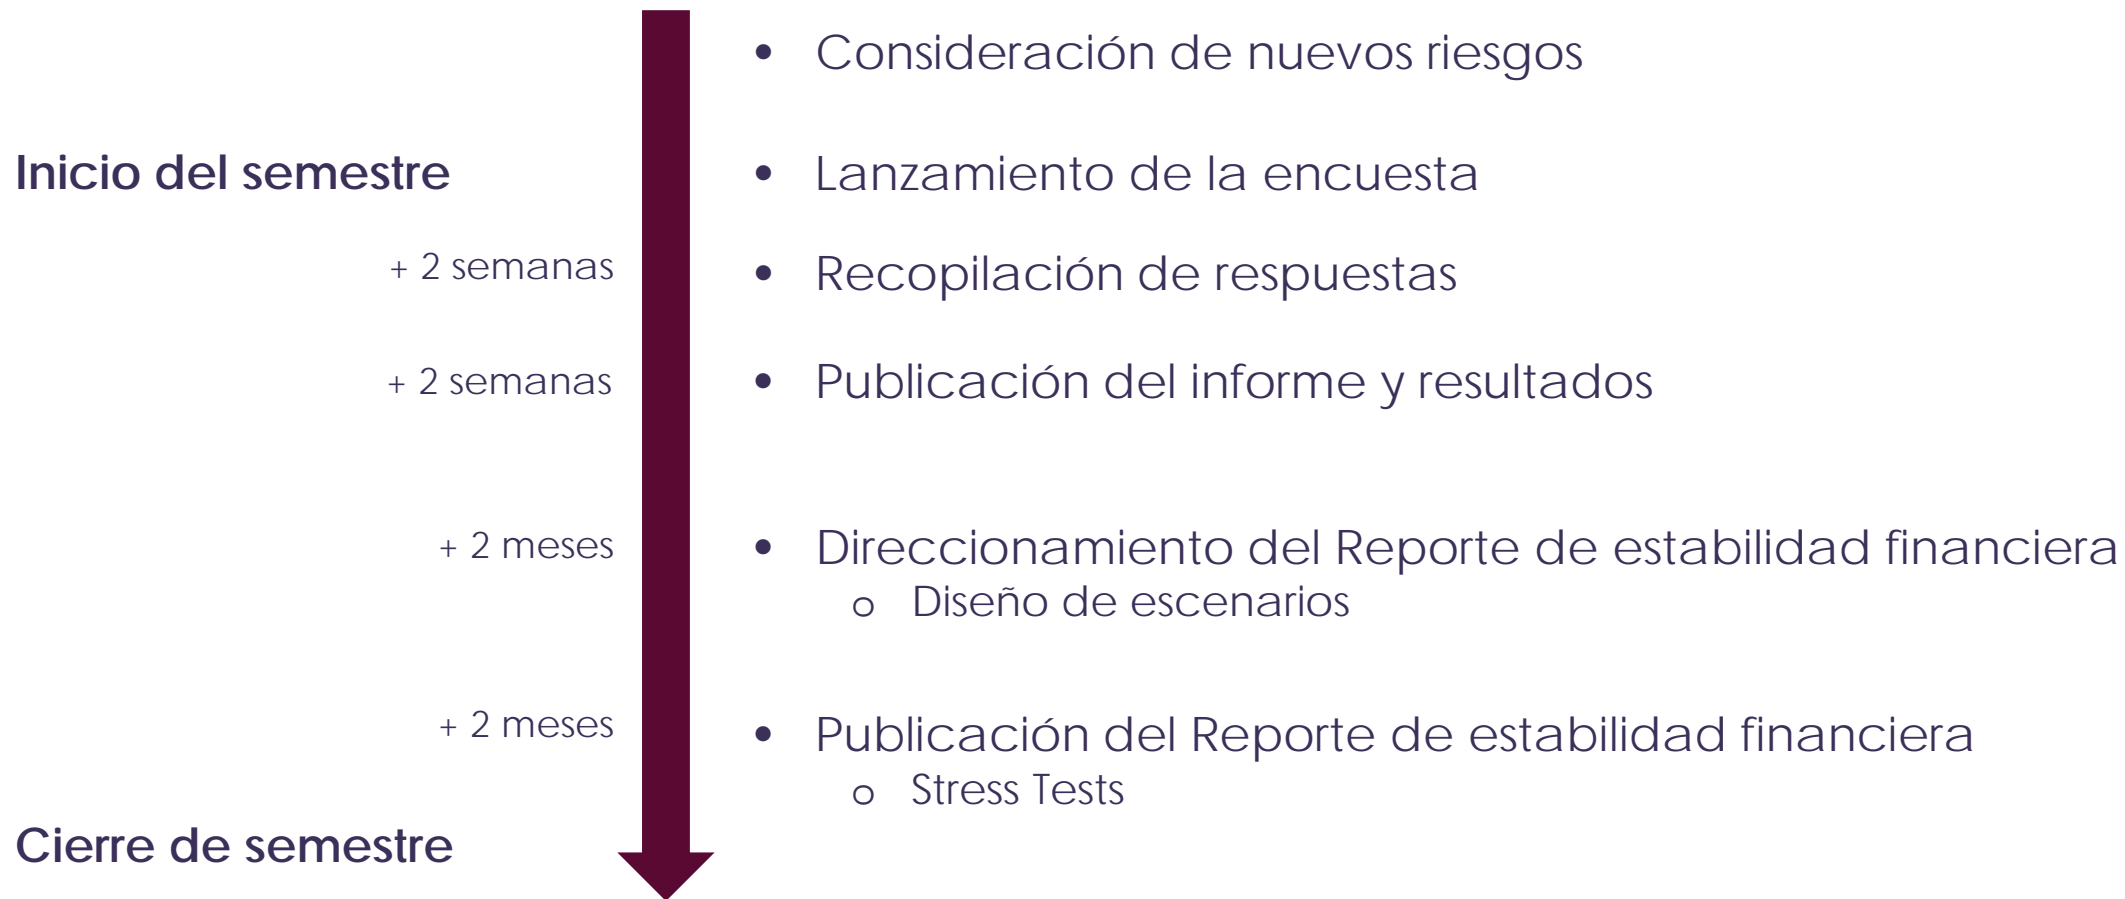 • Consideración de nuevos riesgos
Inicio del semestre
• Lanzamiento de la encuesta
+ 2 semanas
• Recopilación de respuestas
+ 2 semanas
• Publicación del informe y resultados
+ 2 meses
• Direccionamiento del Reporte de estabilidad financiera
o Diseño de escenarios
+ 2 meses
• Publicación del Reporte de estabilidad financiera
o Stress Tests
Cierre de semestre